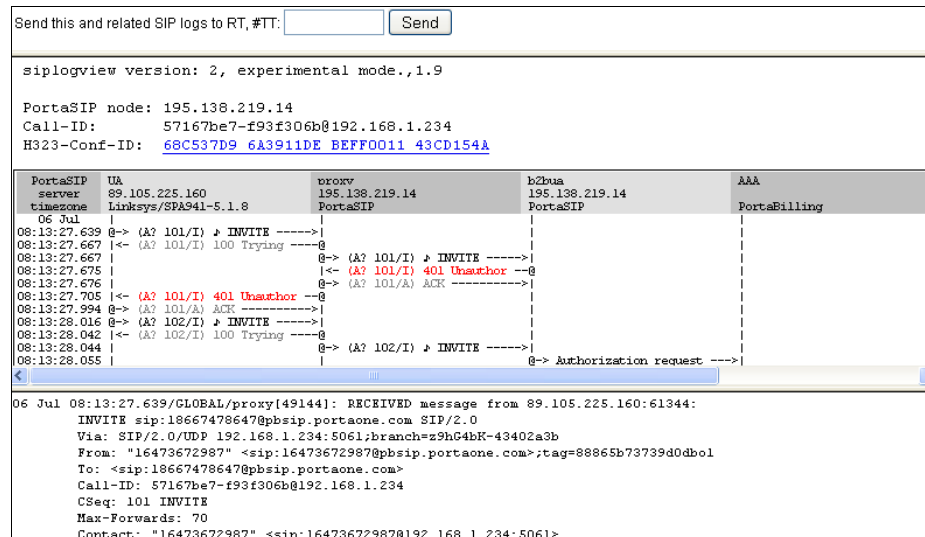 Send this and related SIP logs to RT, #TT: Send
siplogview version: 2, experimental mode.,1.9
PortaSIP node: 195.138.219.14
Call-ID: 57167be7-f93f306b@192.168.1.234
H323-Conf-ID: 68C537D9 6A3911DE BEFF0011 43CD154A
PortaSIP UA proxy b2bua AAA
server 89.105.225.160 195.138.219.14 195.138.219.14
timezone Linksys/SPA941-5.1.8 PortaSIP PortaSIP PortaBilling
06 Jul | | | |
08:13:27.639 @-> (A? 101/I) ♪ INVITE ----->| | |
08:13:27.667 |<- (A? 101/I) 100 Trying ----@ | |
08:13:27.667 | @-> (A? 101/I) ♪ INVITE ----->| |
08:13:27.675 | |<- (A? 101/I) 401 Unauthor --@ |
08:13:27.676 | @-> (A? 101/A) ACK ----------->| |
08:13:27.705 |<- (A? 101/I) 401 Unauthor --@ | |
08:13:27.994 @-> (A? 101/A) ACK ----------->| | |
08:13:28.016 @-> (A? 102/I) ♪ INVITE ----->| | |
08:13:28.042 |<- (A? 102/I) 100 Trying ----@ | |
08:13:28.044 | @-> (A? 102/I) ♪ INVITE ----->| |
08:13:28.055 | | @-> Authorization request --->|
06 Jul 08:13:27.639/GLOBAL/proxy[49144]: RECEIVED message from 89.105.225.160:61344:
INVITE sip:18667478647@pbsip.portaone.com SIP/2.0
Via: SIP/2.0/UDP 192.168.1.234:5061;branch=z9hG4bK-43402a3b
From: "16473672987" <sip:16473672987@pbsip.portaone.com>;tag=88865b73739d0dbo1
To: <sip:18667478647@pbsip.portaone.com>
Call-ID: 57167be7-f93f306b@192.168.1.234
CSeq: 101 INVITE
Max-Forwards: 70
Contact: "16473672987" <sip:16473672987@192.168.1.234:5061>